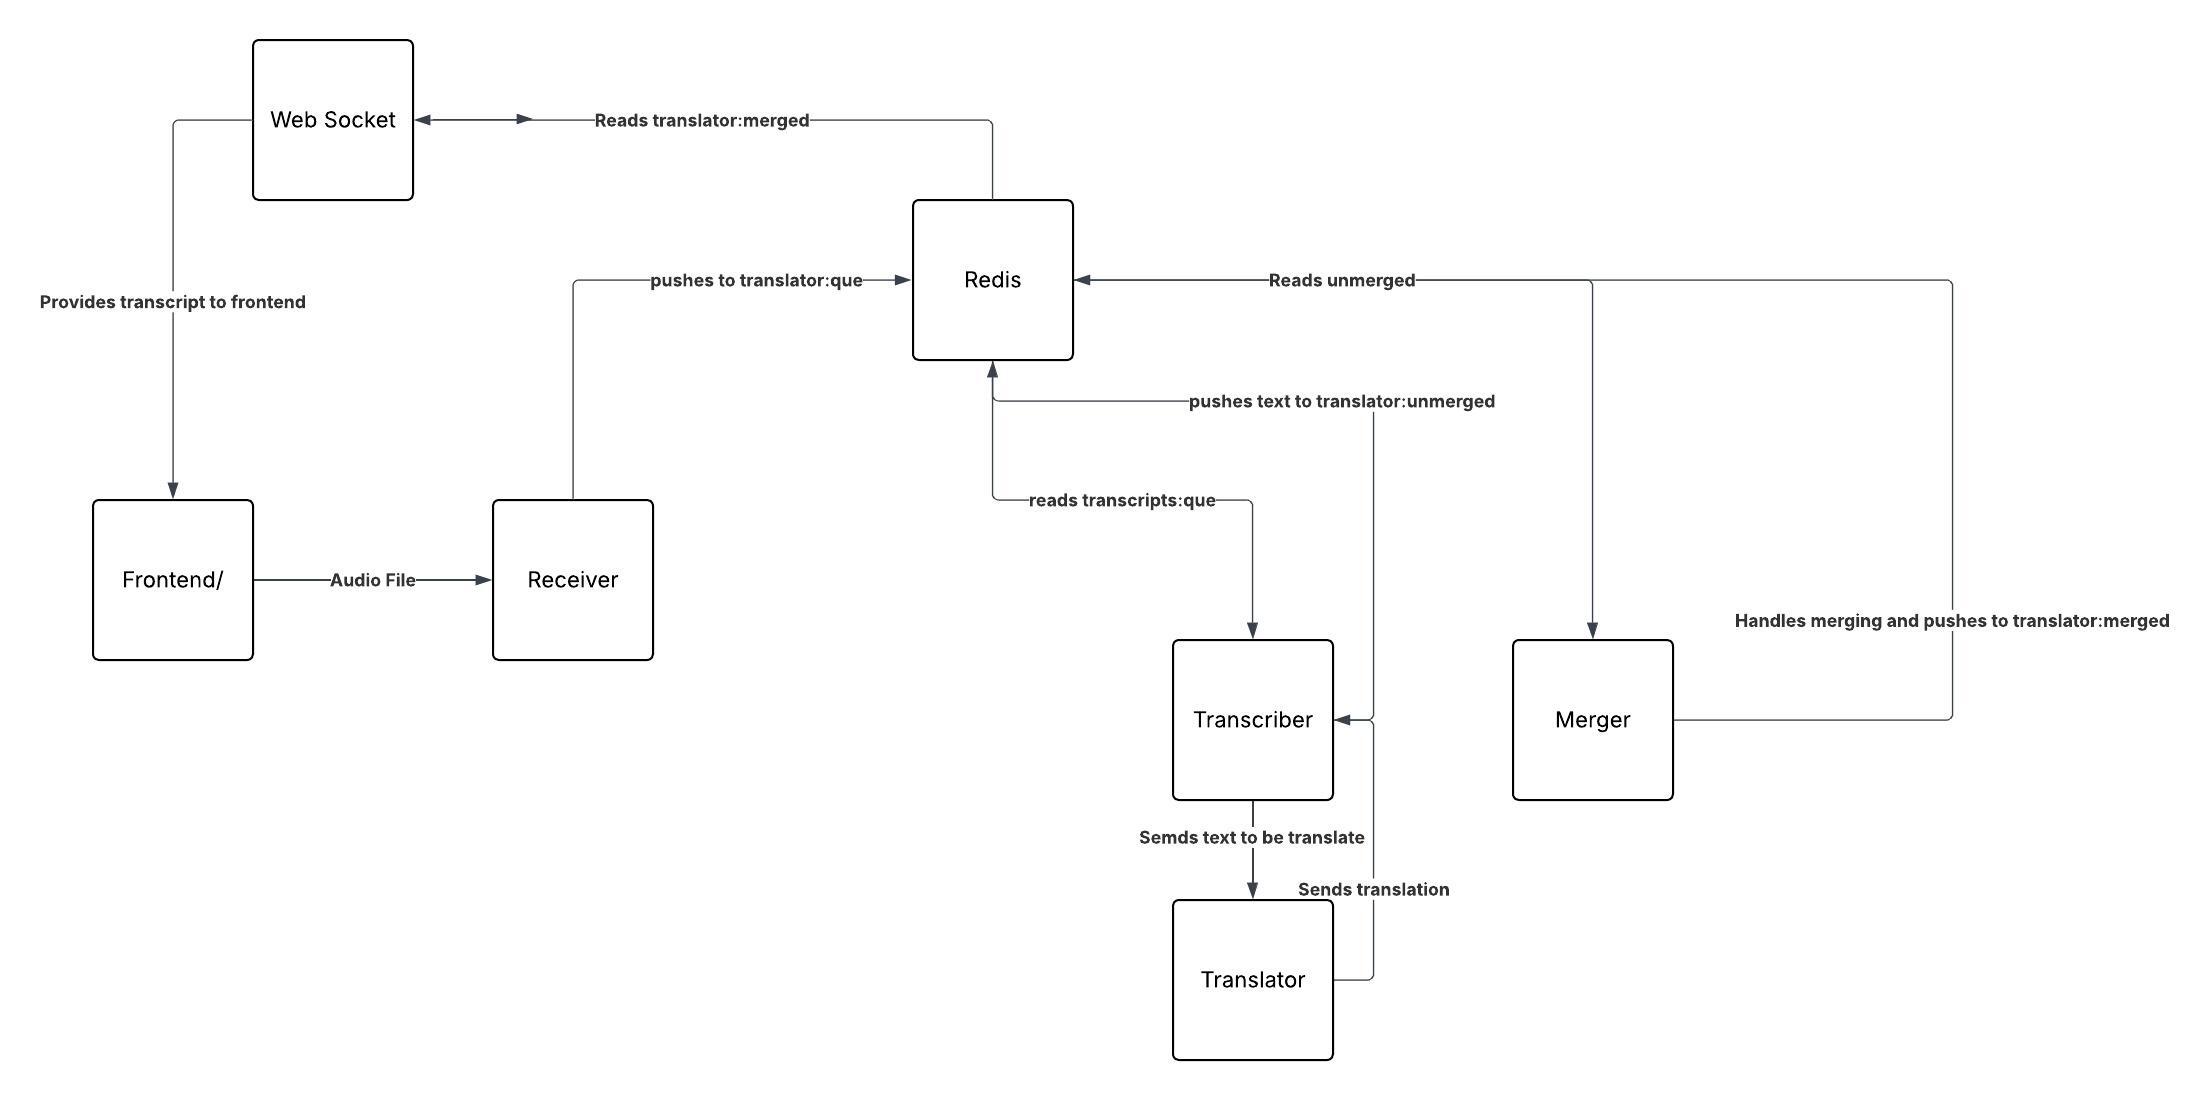 Web Socket
Reads translator:merged
pushes to translator:que
Redis
Reads unmerged
Provides transcript to frontend
pushes text to translator:unmerged
reads transcripts:que
Frontend/
Audio File
Receiver
Handles merging and pushes to translator:merged
Transcriber
Merger
Semds text to be translate
Sends translation
Translator